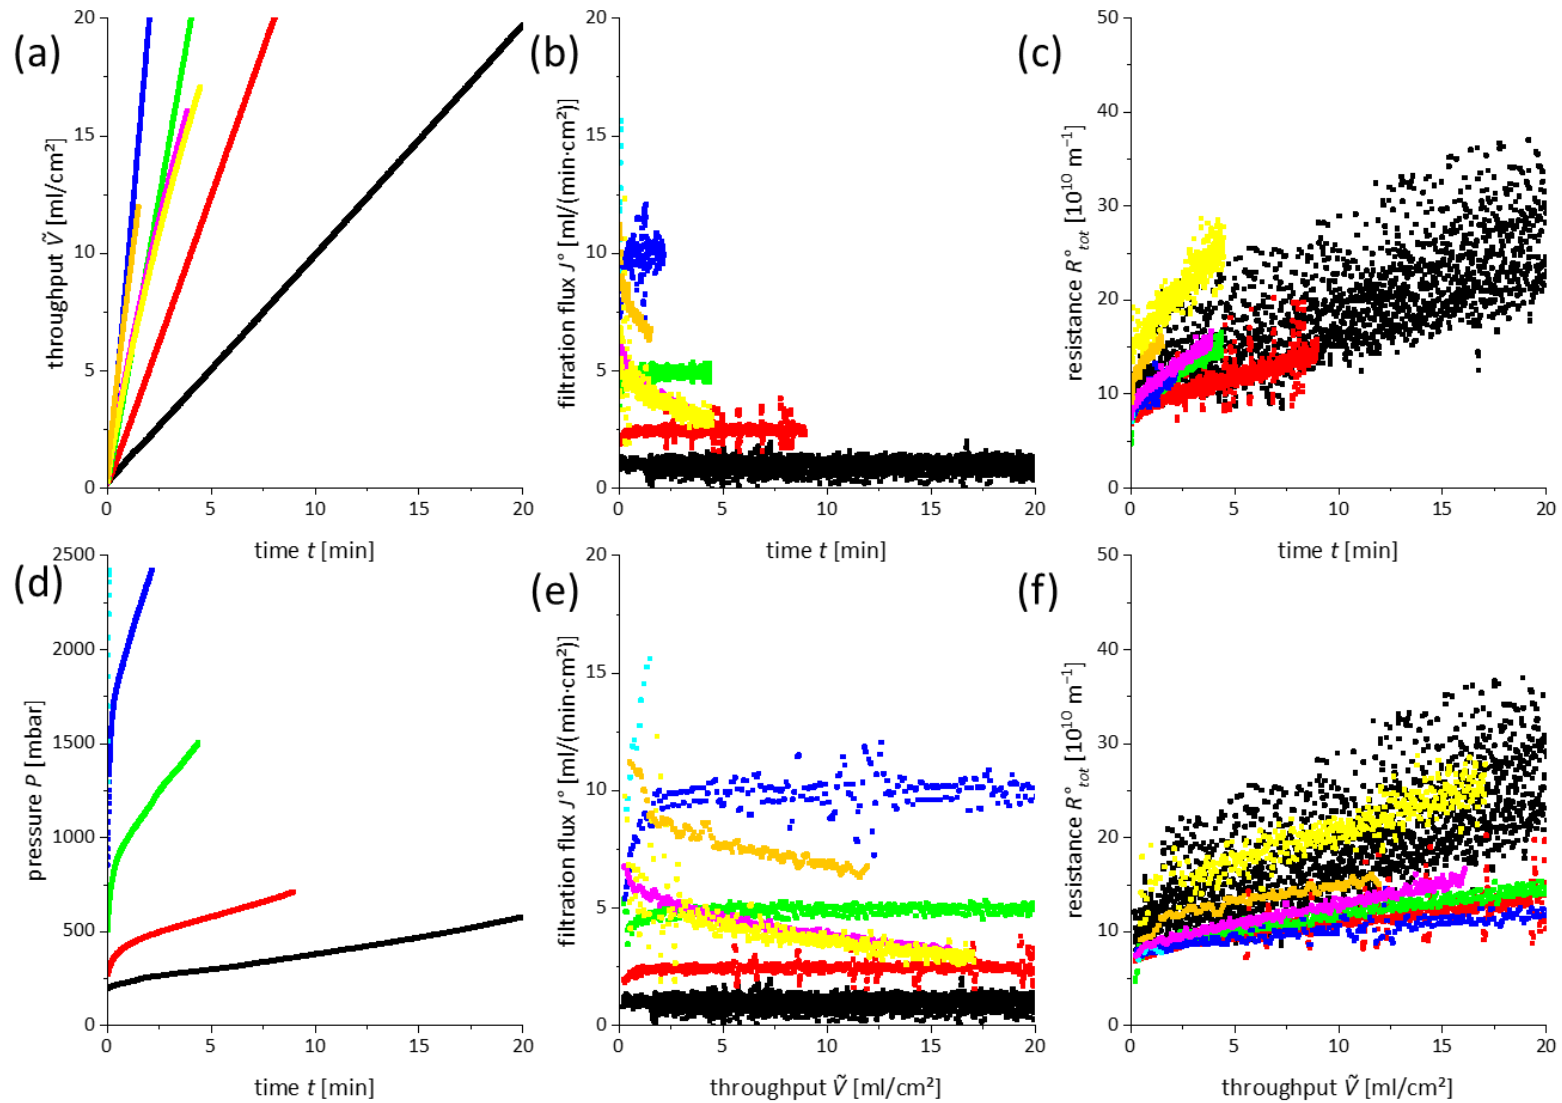 (a)
throughput Ṽ [ml/cm²]
20
15
10
5
0
0 5 10 15 20
time t [min]
(b)
filtration flux J° [ml/(min·cm²)]
20
15
10
5
0
0 5 10 15 20
time t [min]
(c)
resistance R°tot [10¹⁰ m⁻¹]
50
40
30
20
10
0
0 5 10 15 20
time t [min]
(d)
pressure P [mbar]
2500
2000
1500
1000
500
0
0 5 10 15 20
time t [min]
(e)
filtration flux J° [ml/(min·cm²)]
20
15
10
5
0
0 5 10 15 20
throughput Ṽ [ml/cm²]
(f)
resistance R°tot [10¹⁰ m⁻¹]
50
40
30
20
10
0
0 5 10 15 20
throughput Ṽ [ml/cm²]